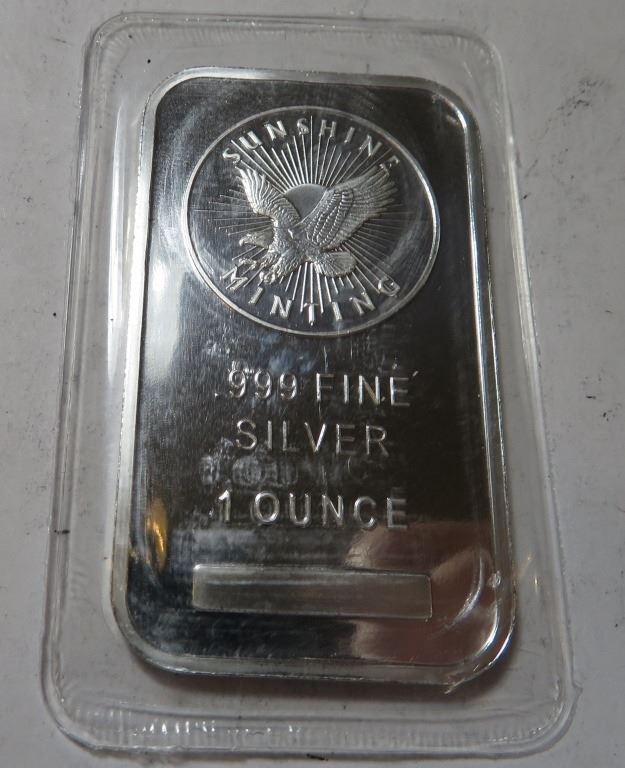 SUNSHINE
MINTING
.999 FINE
SILVER
1 OUNCE